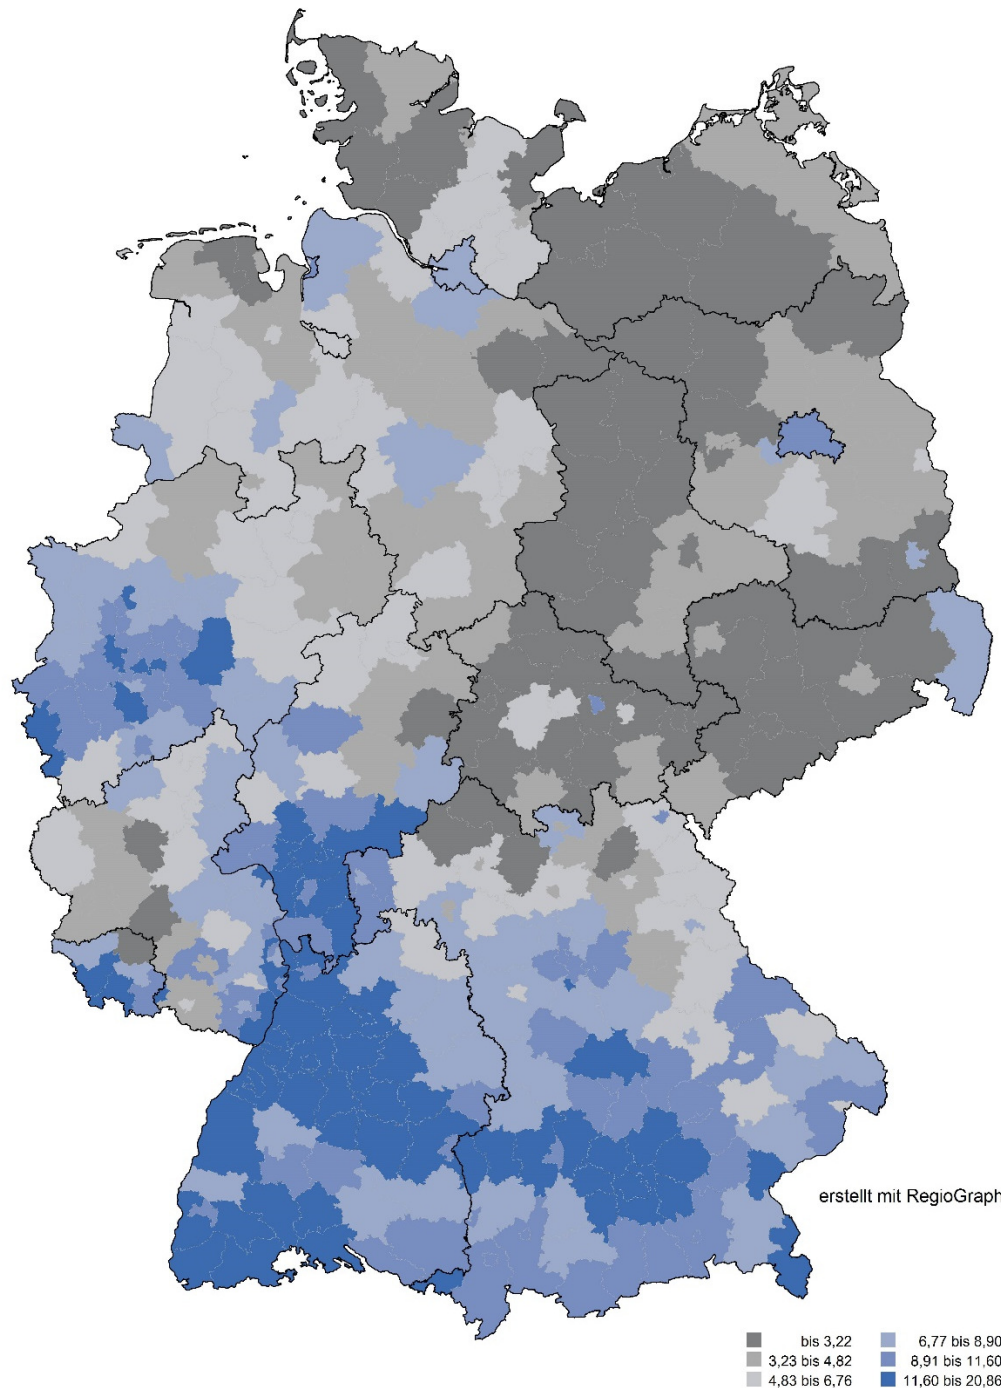 erstellt mit RegioGraph
bis 3,22
3,23 bis 4,82
4,83 bis 6,76
6,77 bis 8,90
8,91 bis 11,60
11,60 bis 20,86